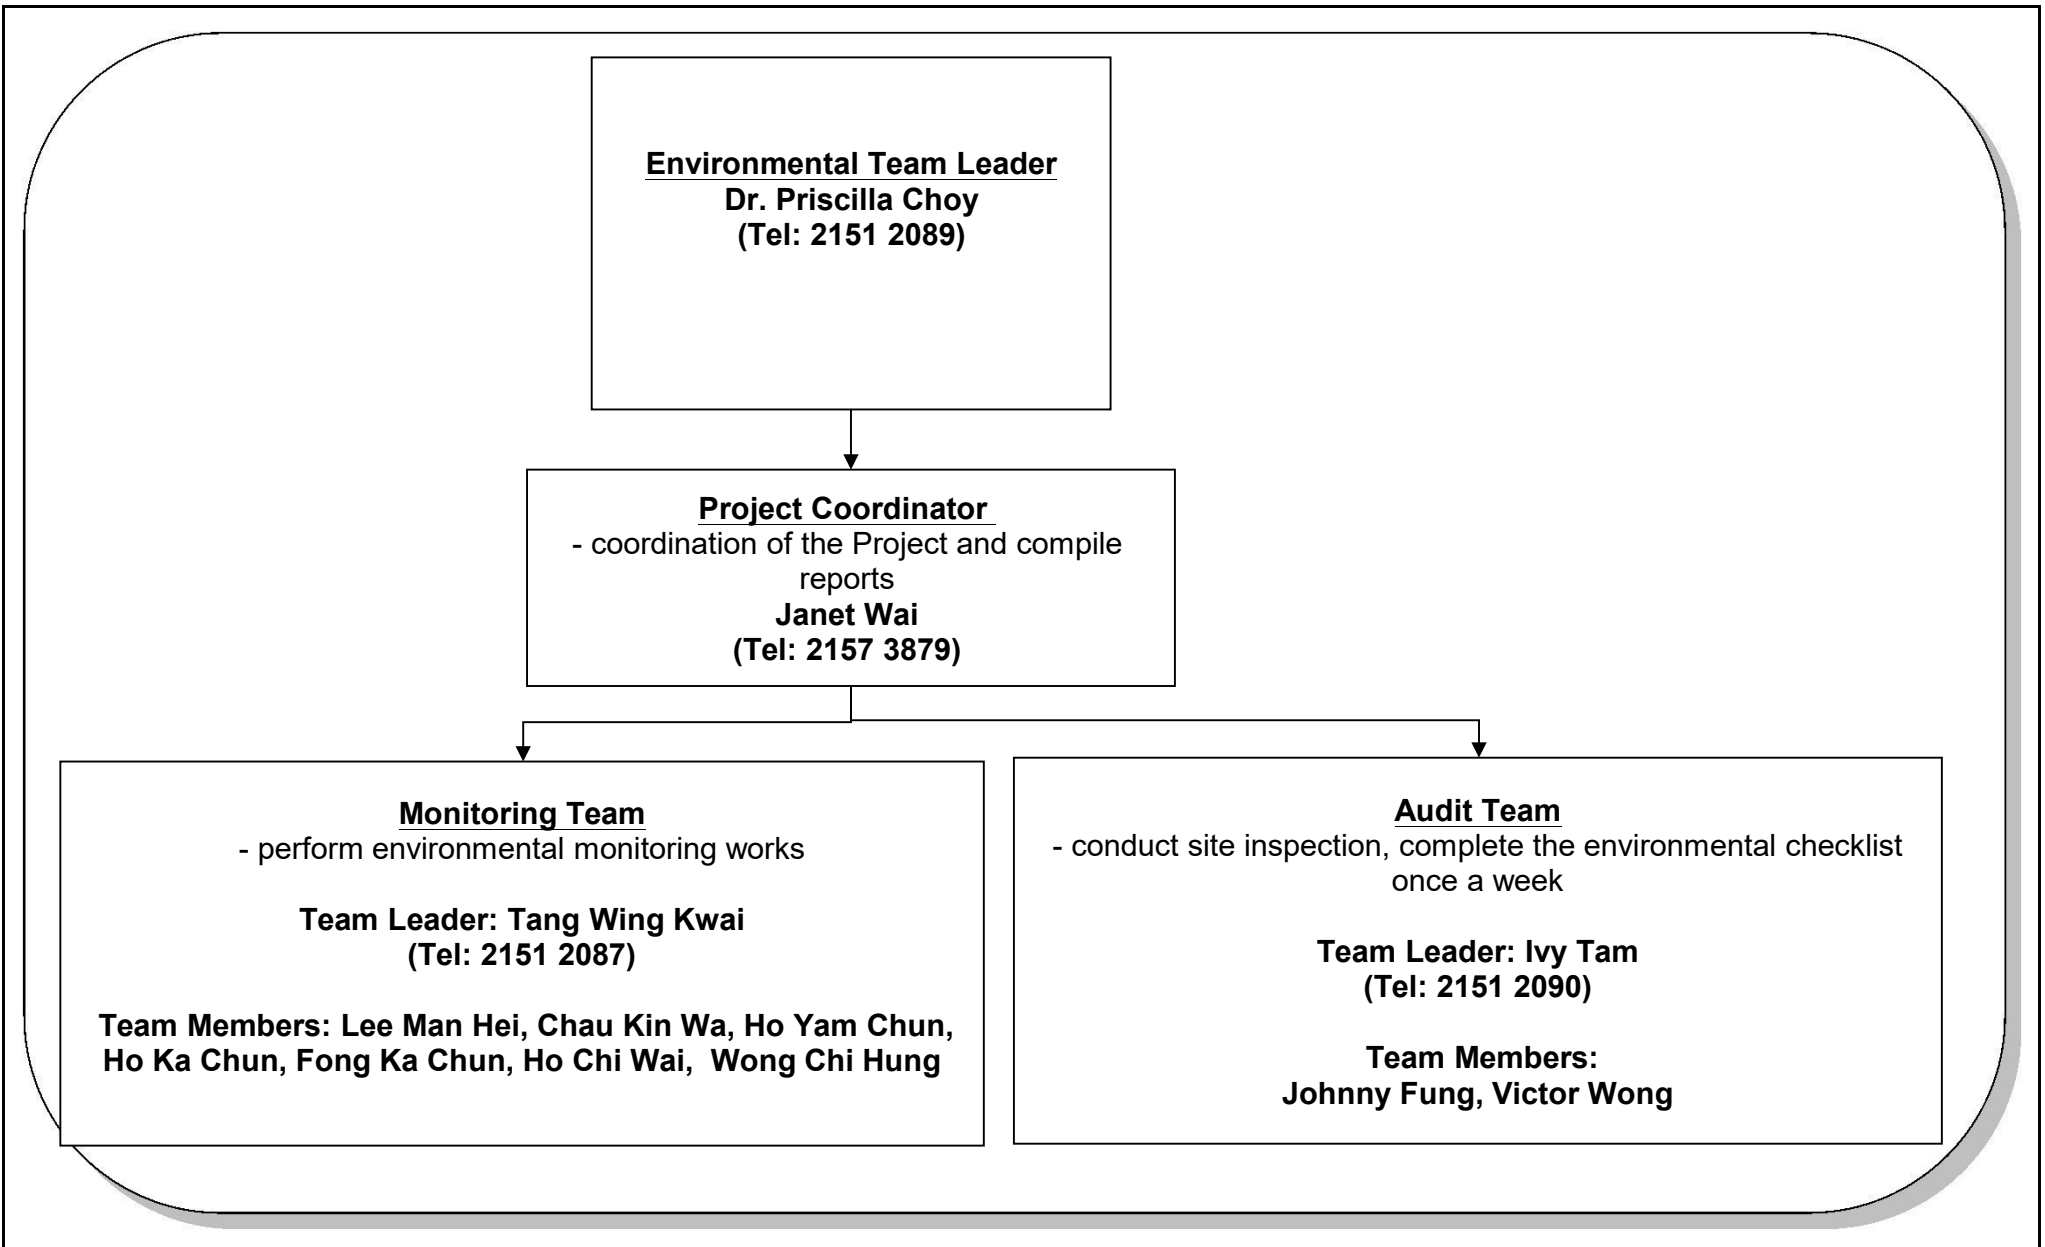 Environmental Team Leader
Dr. Priscilla Choy
(Tel: 2151 2089)
Project Coordinator
- coordination of the Project and compile
reports
Janet Wai
(Tel: 2157 3879)
Monitoring Team
- perform environmental monitoring works
Team Leader: Tang Wing Kwai
(Tel: 2151 2087)
Team Members: Lee Man Hei, Chau Kin Wa, Ho Yam Chun,
Ho Ka Chun, Fong Ka Chun, Ho Chi Wai,  Wong Chi Hung
Audit Team
- conduct site inspection, complete the environmental checklist
once a week
Team Leader: Ivy Tam
(Tel: 2151 2090)
Team Members:
Johnny Fung, Victor Wong